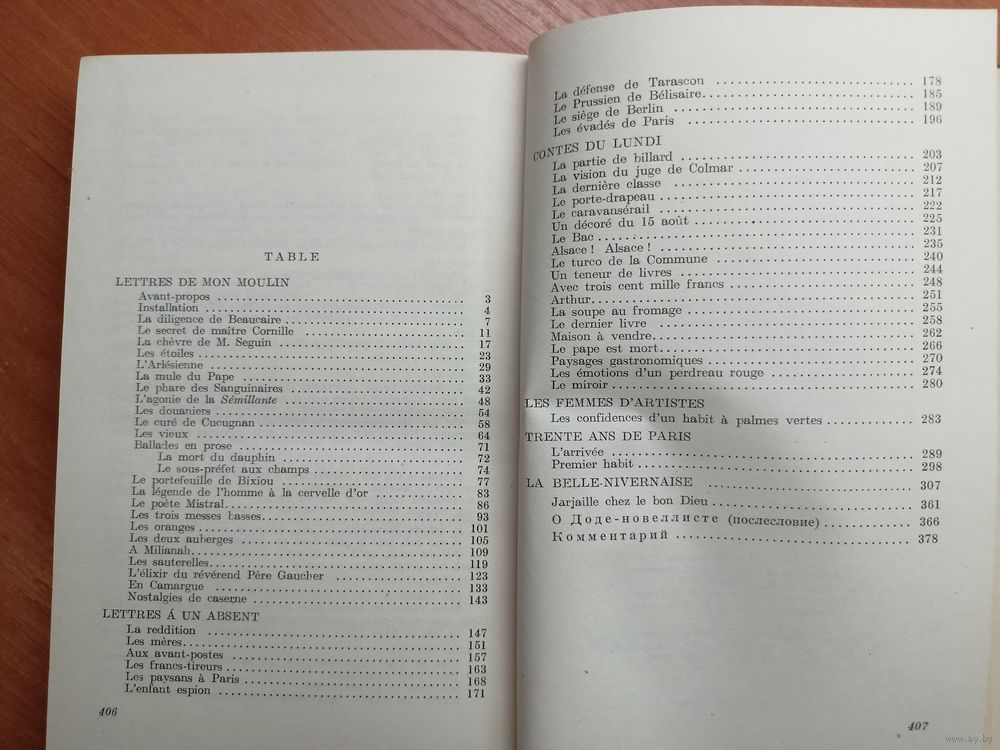 TABLE
LETTRES DE MON MOULIN
Avant-propos 3
Installation 4
La diligence de Beaucaire 7
Le secret de maître Cornille 11
La chèvre de M. Seguin 17
Les étoiles 23
L'Arlésienne 29
La mule du Pape 33
Le phare des Sanguinaires 42
L'agonie de la Sémillante 48
Les douaniers 54
Le curé de Cucugnan 58
Les vieux 64
Ballades en prose 71
La mort du dauphin 72
Le sous-préfet aux champs 74
Le portefeuille de Bixiou 77
La légende de l'homme à la cervelle d'or 83
Le poète Mistral 86
Les trois messes basses 93
Les oranges 101
Les deux auberges 105
A Milianah 109
Les sauterelles 119
L'élixir du révérend Père Gaucher 123
En Camargue 133
Nostalgies de caserne 143
LETTRES Á UN ABSENT
La reddition 147
Les mères 151
Aux avant-postes 157
Les francs-tireurs 163
Les paysans à Paris 168
L'enfant espion 171
406
La défense de Tarascon 178
Le Prussien de Bélisaire 185
Le siège de Berlin 189
Les évadés de Paris 196
CONTES DU LUNDI
La partie de billard 203
La vision du juge de Colmar 207
La dernière classe 212
Le porte-drapeau 217
Le caravansérail 222
Un décoré du 15 août 225
Le Bac 231
Alsace! Alsace! 235
Le turco de la Commune 240
Un teneur de livres 244
Avec trois cent mille francs 248
Arthur 251
La soupe au fromage 255
Le dernier livre 258
Maison à vendre 262
Le pape est mort 266
Paysages gastronomiques 270
Les émotions d'un perdreau rouge 274
Le miroir 280
LES FEMMES D'ARTISTES
Les confidences d'un habit à palmes vertes 283
TRENTE ANS DE PARIS
L'arrivée 289
Premier habit 298
LA BELLE-NIVERNAISE 307
Jarjaille chez le bon Dieu 361
О Доде-новеллисте (послесловие) 366
Комментарий 378
407
www.ay.by